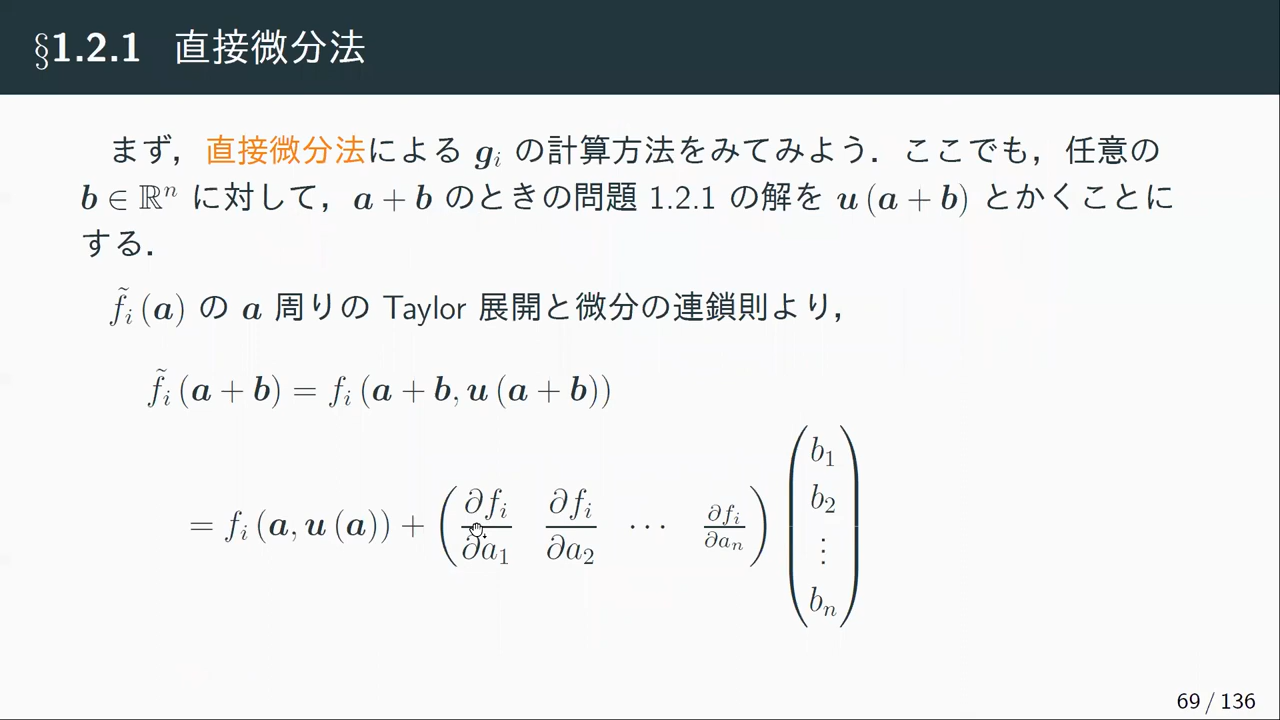 §1.2.1 直接微分法
まず，直接微分法による g_i の計算方法をみてみよう．ここでも，任意の
b ∈ ℝ^n に対して，a + b のときの問題 1.2.1 の解を u (a + b) とかくことに
する．
f̃_i (a) の a 周りの Taylor 展開と微分の連鎖則より，
f̃_i (a + b) = f_i (a + b, u (a + b))
= f_i (a, u (a)) + ( ∂f_i/∂a_1 ∂f_i/∂a_2 ⋯ ∂f_i/∂a_n ) ( b_1 b_2 ⋮ b_n )
69 / 136